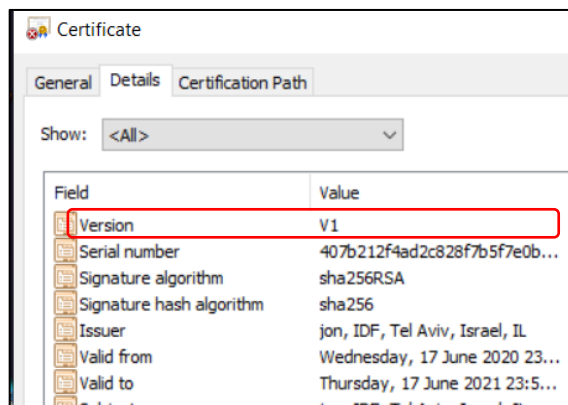 Certificate
General Details Certification Path
Show: <All>
Field Value
Version V1
Serial number 407b212f4ad2c828f7b5f7e0b...
Signature algorithm sha256RSA
Signature hash algorithm sha256
Issuer jon, IDF, Tel Aviv, Israel, IL
Valid from Wednesday, 17 June 2020 23...
Valid to Thursday, 17 June 2021 23:5...